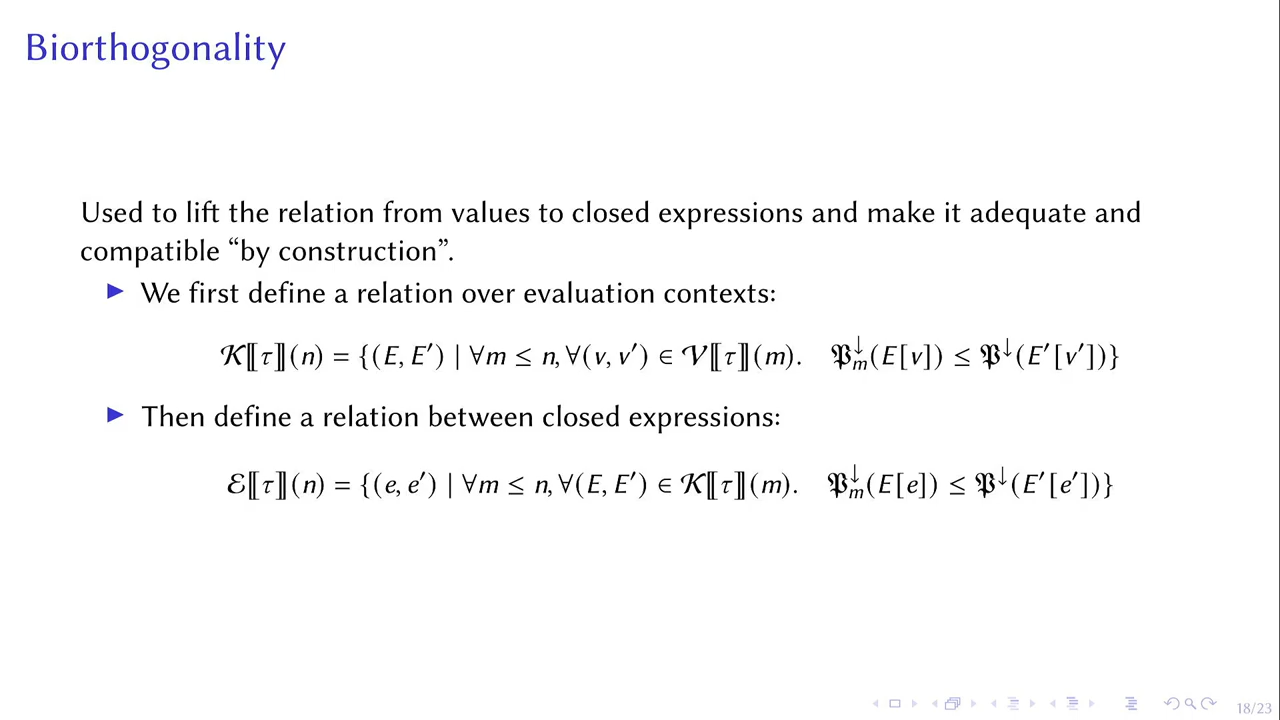 Biorthogonality
Used to lift the relation from values to closed expressions and make it adequate and
compatible “by construction”.
▶ We first define a relation over evaluation contexts:
𝒦⟦τ⟧(n) = {(E, E′) | ∀m ≤ n, ∀(v, v′) ∈ 𝒱⟦τ⟧(m). 𝔓↓ₘ(E[v]) ≤ 𝔓↓(E′[v′])}
▶ Then define a relation between closed expressions:
ℰ⟦τ⟧(n) = {(e, e′) | ∀m ≤ n, ∀(E, E′) ∈ 𝒦⟦τ⟧(m). 𝔓↓ₘ(E[e]) ≤ 𝔓↓(E′[e′])}
18/23